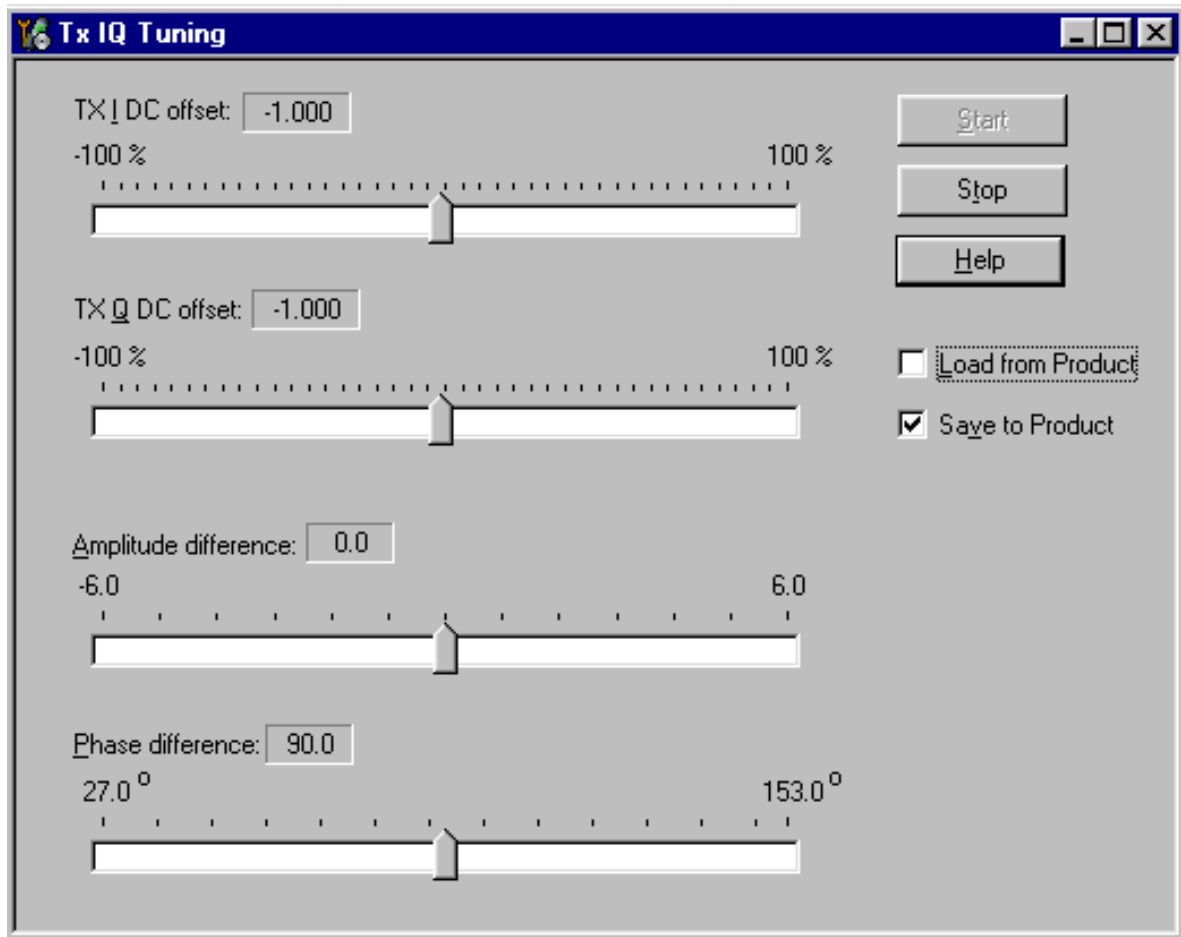 Tx IQ Tuning
TX I DC offset: -1.000
-100 % 100 %
Start
Stop
Help
TX Q DC offset: -1.000
-100 % 100 %
Load from Product
Save to Product
Amplitude difference: 0.0
-6.0 6.0
Phase difference: 90.0
27.0 º 153.0 º